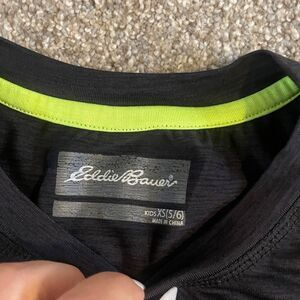 Eddie Bauer
KIDS XS (5/6)
MADE IN CHINA